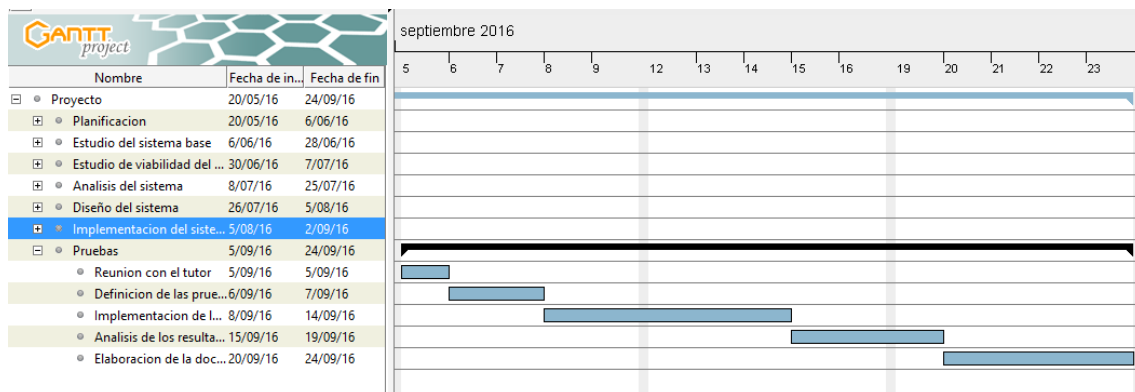 GANTT project
septiembre 2016
5 6 7 8 9 12 13 14 15 16 19 20 21 22 23
Nombre Fecha de in... Fecha de fin
Proyecto 20/05/16 24/09/16
Planificacion 20/05/16 6/06/16
Estudio del sistema base 6/06/16 28/06/16
Estudio de viabilidad del ... 30/06/16 7/07/16
Analisis del sistema 8/07/16 25/07/16
Diseño del sistema 26/07/16 5/08/16
Implementacion del siste... 5/08/16 2/09/16
Pruebas 5/09/16 24/09/16
Reunion con el tutor 5/09/16 5/09/16
Definicion de las prue... 6/09/16 7/09/16
Implementacion de l... 8/09/16 14/09/16
Analisis de los resulta... 15/09/16 19/09/16
Elaboracion de la doc... 20/09/16 24/09/16